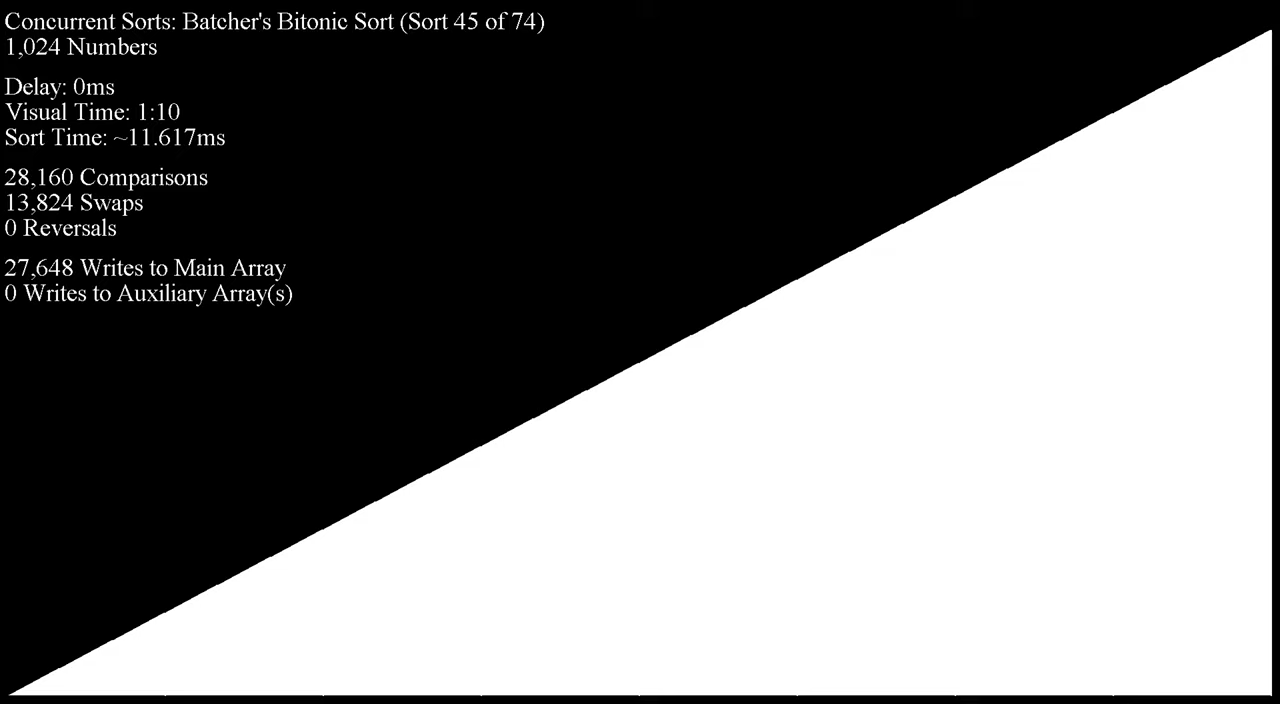 Concurrent Sorts: Batcher's Bitonic Sort (Sort 45 of 74)
1,024 Numbers
Delay: 0ms
Visual Time: 1:10
Sort Time: ~11.617ms
28,160 Comparisons
13,824 Swaps
0 Reversals
27,648 Writes to Main Array
0 Writes to Auxiliary Array(s)